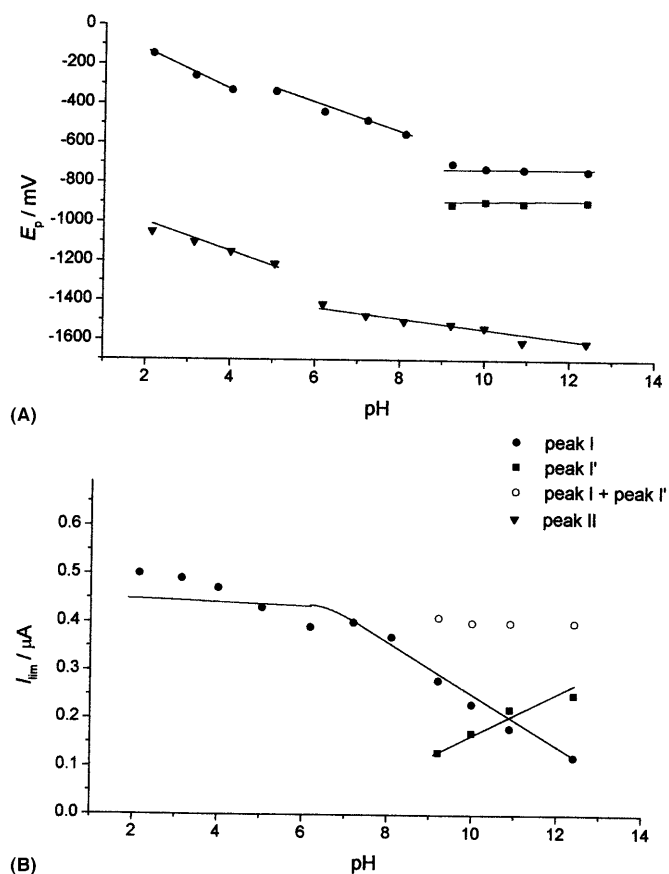 0
-200
-400
-600
-800
-1000
-1200
-1400
-1600
E_p / mV
2 4 6 8 10 12 14
pH
(A)
peak I
peak I'
peak I + peak I'
peak II
0.6
0.5
0.4
0.3
0.2
0.1
0.0
I_lim / µA
2 4 6 8 10 12 14
pH
(B)